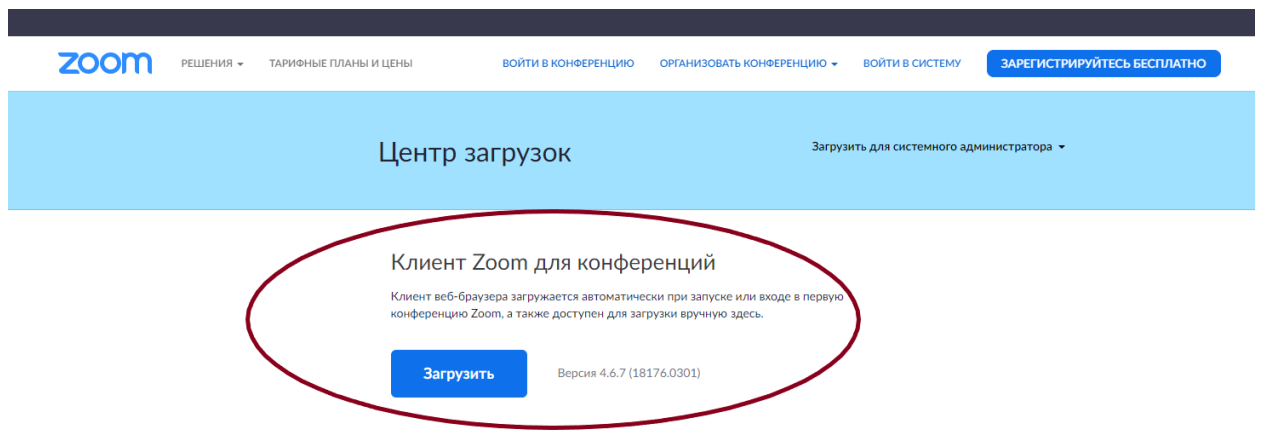 zoom РЕШЕНИЯ ТАРИФНЫЕ ПЛАНЫ И ЦЕНЫ ВОЙТИ В КОНФЕРЕНЦИЮ ОРГАНИЗОВАТЬ КОНФЕРЕНЦИЮ ВОЙТИ В СИСТЕМУ ЗАРЕГИСТРИРУЙТЕСЬ БЕСПЛАТНО
Центр загрузок Загрузить для системного администратора
Клиент Zoom для конференций
Клиент веб-браузера загружается автоматически при запуске или входе в первую
конференцию Zoom, а также доступен для загрузки вручную здесь.
Загрузить Версия 4.6.7 (18176.0301)